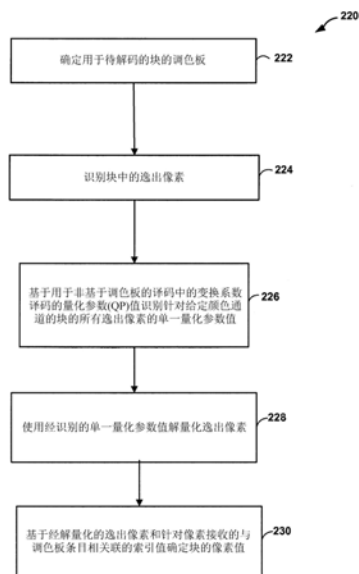 220
确定用于待解码的块的调色板
222
识别块中的逸出像素
224
基于用于非基于调色板的译码中的变换系数
译码的量化参数(QP)值识别针对给定颜色通
道的块的所有逸出像素的单一量化参数值
226
使用经识别的单一量化参数值解量化逸出像素
228
基于经解量化的逸出像素和针对像素接收的与
调色板条目相关联的索引值确定块的像素值
230